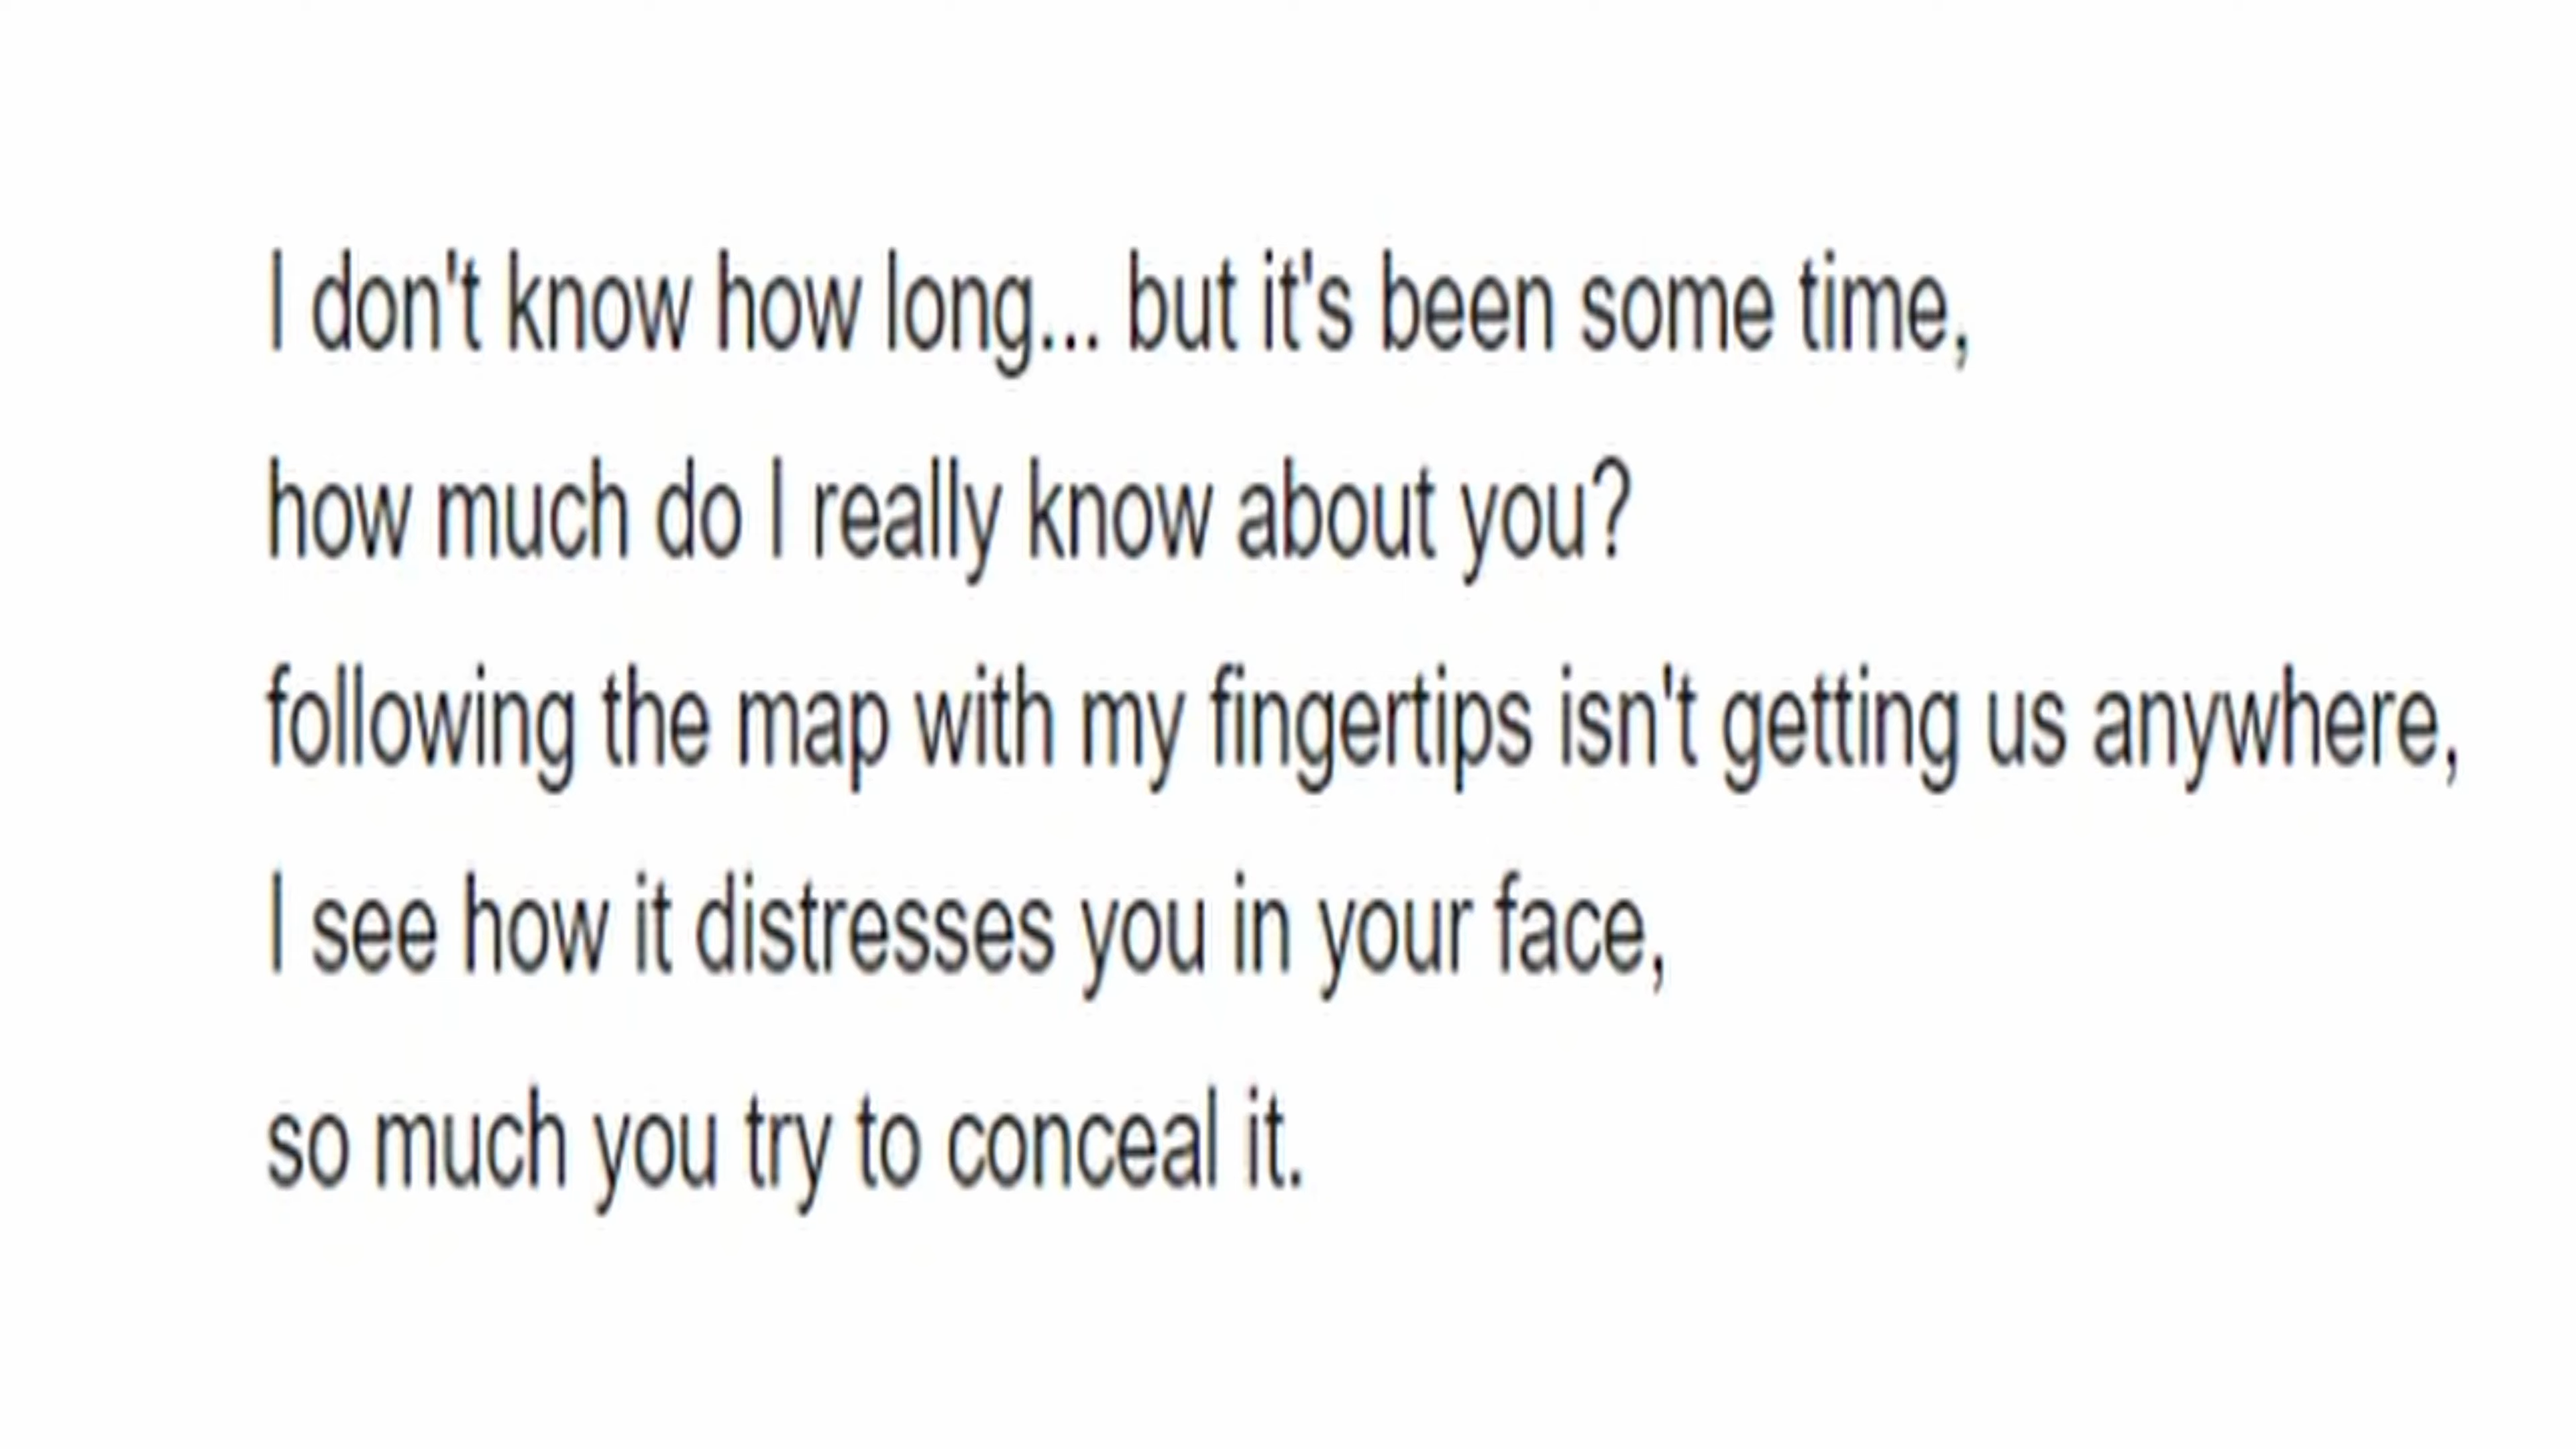 I don't know how long... but it's been some time,
how much do I really know about you?
following the map with my fingertips isn't getting us anywhere,
I see how it distresses you in your face,
so much you try to conceal it.